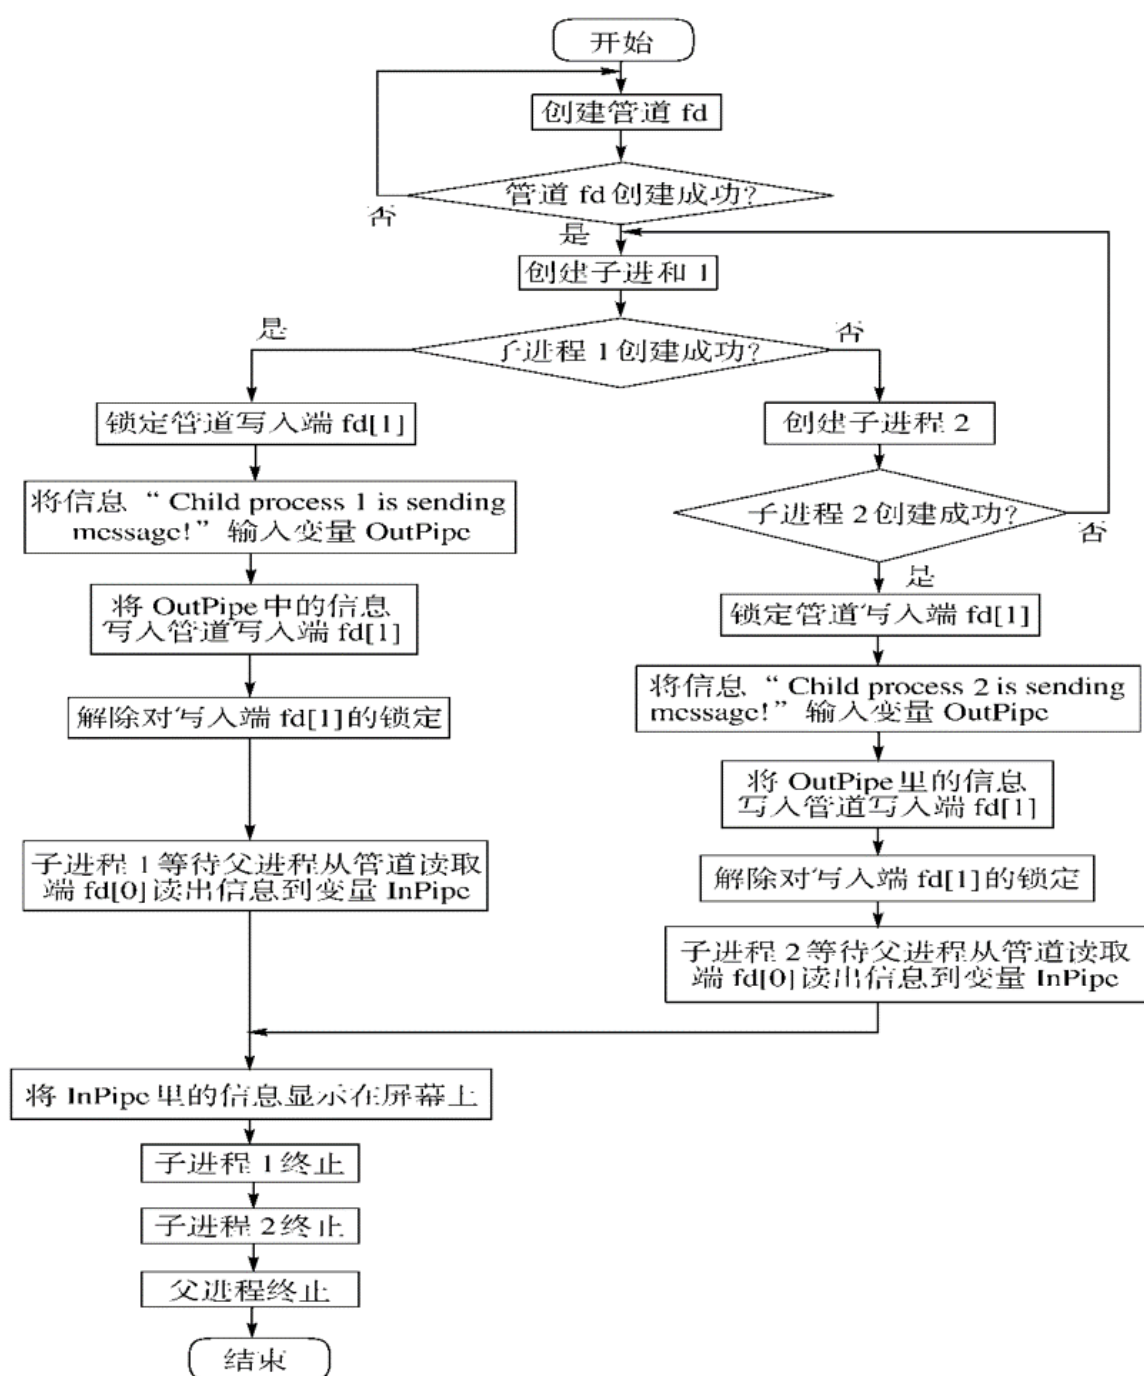 开始
创建管道 fd
管道 fd 创建成功?
否
是
创建子进和 1
是
子进程 1 创建成功?
否
锁定管道写入端 fd[1]
将信息“ Child process 1 is sending
message!” 输入变量 OutPipe
将 OutPipe 中的信息
写入管道写入端 fd[1]
解除对写入端 fd[1]的锁定
子进程 1 等待父进程从管道读取
端 fd[0]读出信息到变量 InPipe
创建子进程 2
子进程 2 创建成功?
否
是
锁定管道写入端 fd[1]
将信息 “ Child process 2 is sending
message!” 输入变量 OutPipe
将 OutPipe 里的信息
写入管道写入端 fd[1]
解除对写入端 fd[1]的锁定
子进程 2 等待父进程从管道读取
端 fd[0]读出信息到变量 InPipe
将 InPipe 里的信息显示在屏幕上
子进程 1 终止
子进程 2 终止
父进程终止
结束